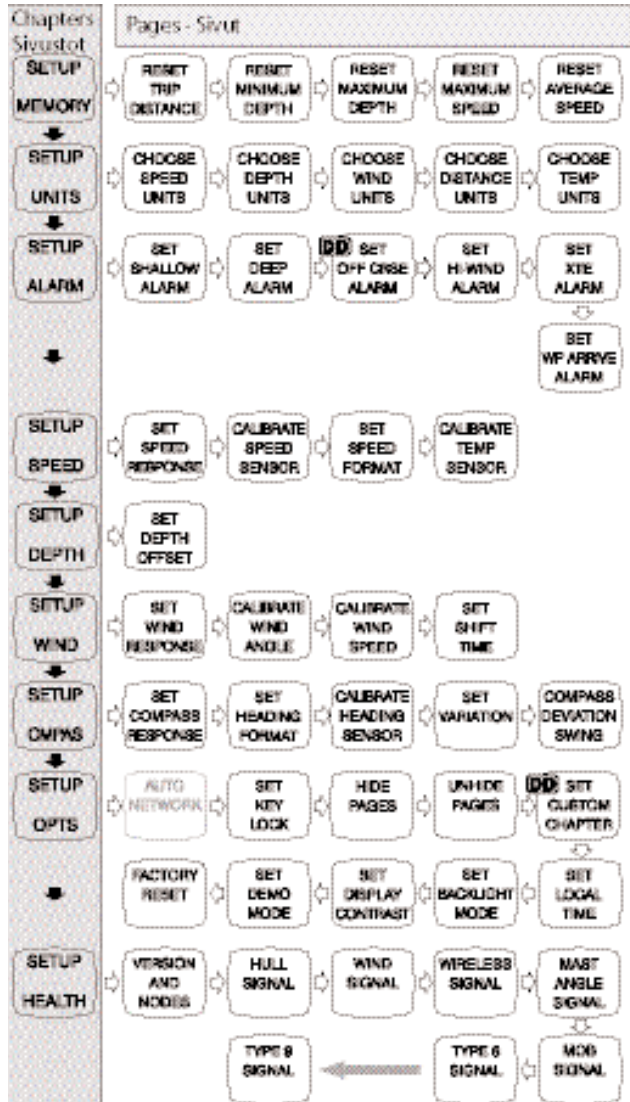 Chapters
Sivustot
Pages - Sivut
SETUP
MEMORY
RESET
TRIP
DISTANCE
RESET
MINIMUM
DEPTH
RESET
MAXIMUM
DEPTH
RESET
MAXIMUM
SPEED
RESET
AVERAGE
SPEED
SETUP
UNITS
CHOOSE
SPEED
UNITS
CHOOSE
DEPTH
UNITS
CHOOSE
WIND
UNITS
CHOOSE
DISTANCE
UNITS
CHOOSE
TEMP
UNITS
SETUP
ALARM
SET
SHALLOW
ALARM
SET
DEEP
ALARM
DD SET
OFF CRSE
ALARM
SET
HI-WIND
ALARM
SET
XTE
ALARM
SET
WP ARRIVE
ALARM
SETUP
SPEED
SET
SPEED
RESPONSE
CALIBRATE
SPEED
SENSOR
SET
SPEED
FORMAT
CALIBRATE
TEMP
SENSOR
SETUP
DEPTH
SET
DEPTH
OFFSET
SETUP
WIND
SET
WIND
RESPONSE
CALIBRATE
WIND
ANGLE
CALIBRATE
WIND
SPEED
SET
SHIFT
TIME
SETUP
CMPAS
SET
COMPASS
RESPONSE
SET
HEADING
FORMAT
CALIBRATE
HEADING
SENSOR
SET
VARIATION
COMPASS
DEVIATION
SWING
SETUP
OPTS
AUTO
NETWORK
SET
KEY
LOCK
HIDE
PAGES
UNHIDE
PAGES
DD SET
CUSTOM
CHAPTER
FACTORY
RESET
SET
DEMO
MODE
SET
DISPLAY
CONTRAST
SET
BACKLIGHT
MODE
SET
LOCAL
TIME
SETUP
HEALTH
VERSION
AND
NODES
HULL
SIGNAL
WIND
SIGNAL
WIRELESS
SIGNAL
MAST
ANGLE
SIGNAL
TYPE 9
SIGNAL
TYPE 6
SIGNAL
MOB
SIGNAL